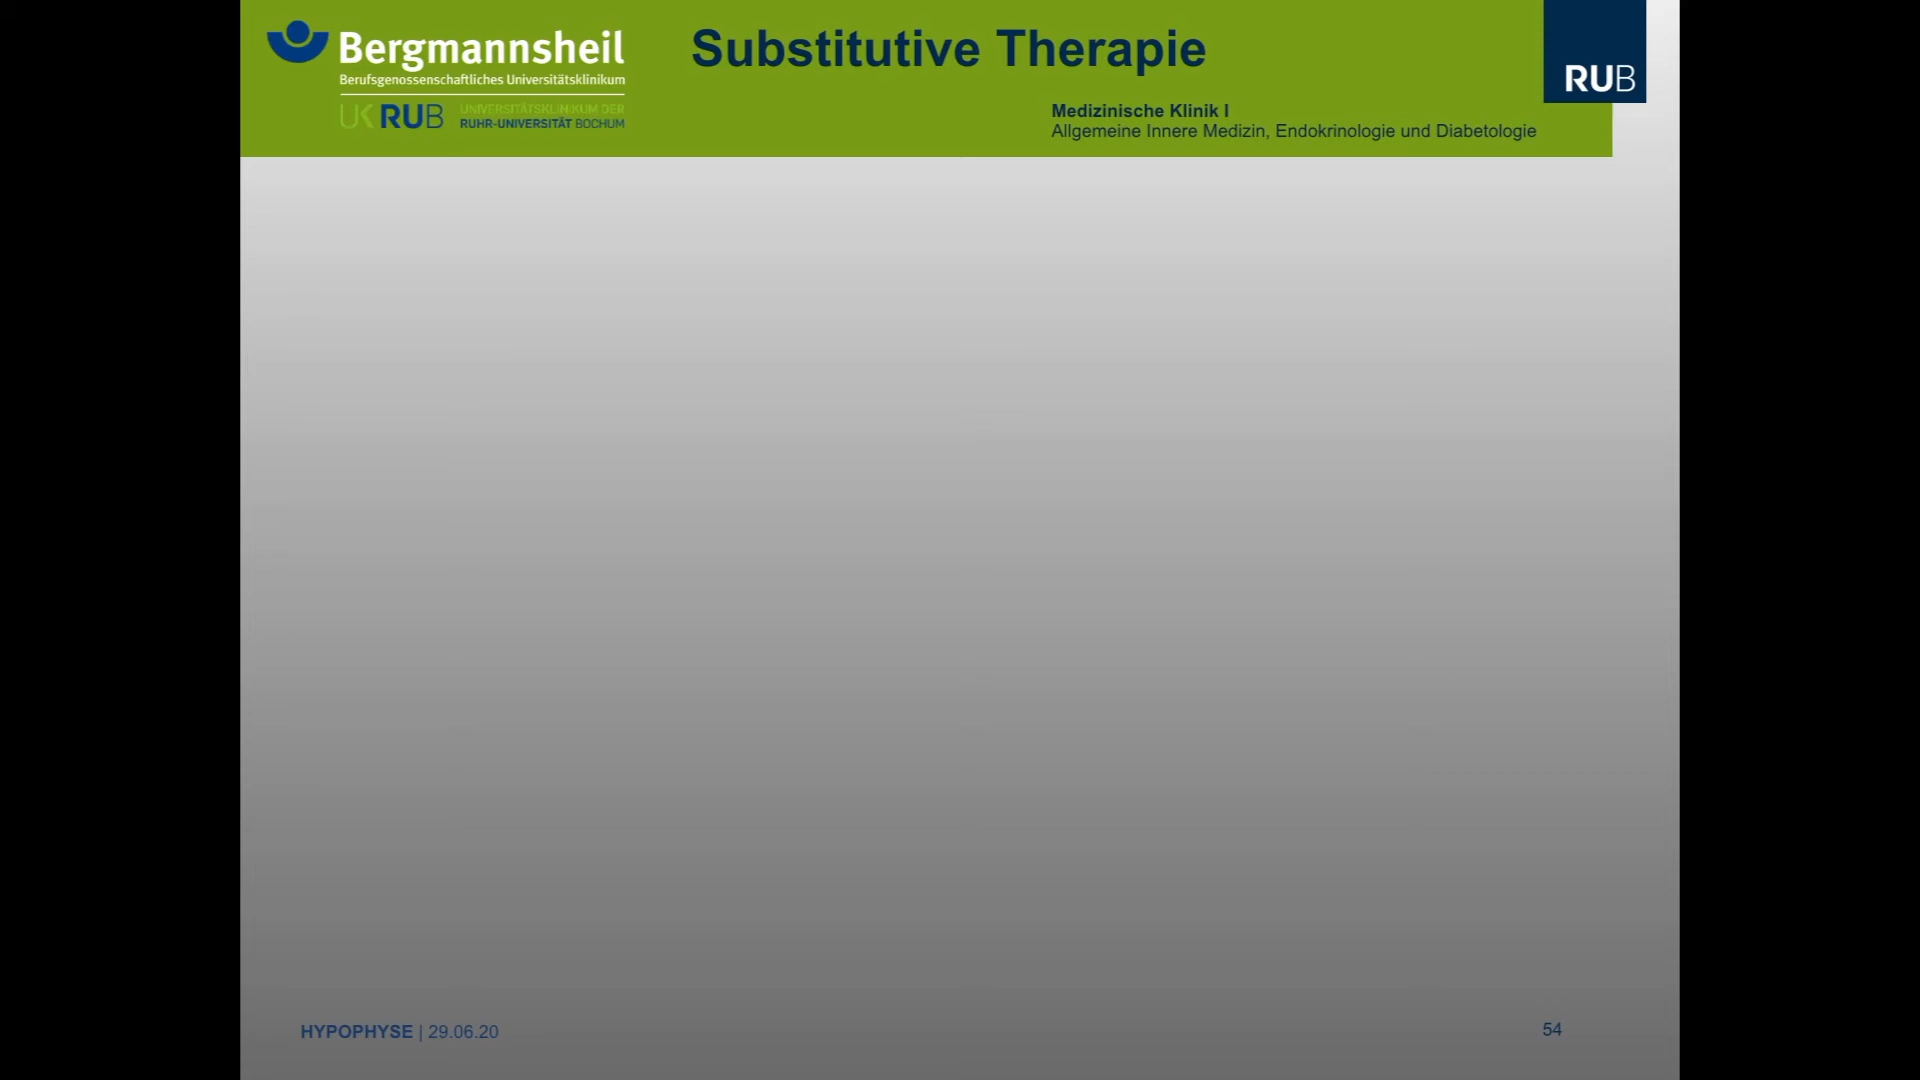 Bergmannsheil
Berufsgenossenschaftliches Universitätsklinikum
UK RUB
UNIVERSITÄTSKLINIKUM DER
RUHR-UNIVERSITÄT BOCHUM
Substitutive Therapie
Medizinische Klinik I
Allgemeine Innere Medizin, Endokrinologie und Diabetologie
RUB
HYPOPHYSE | 29.06.20
54